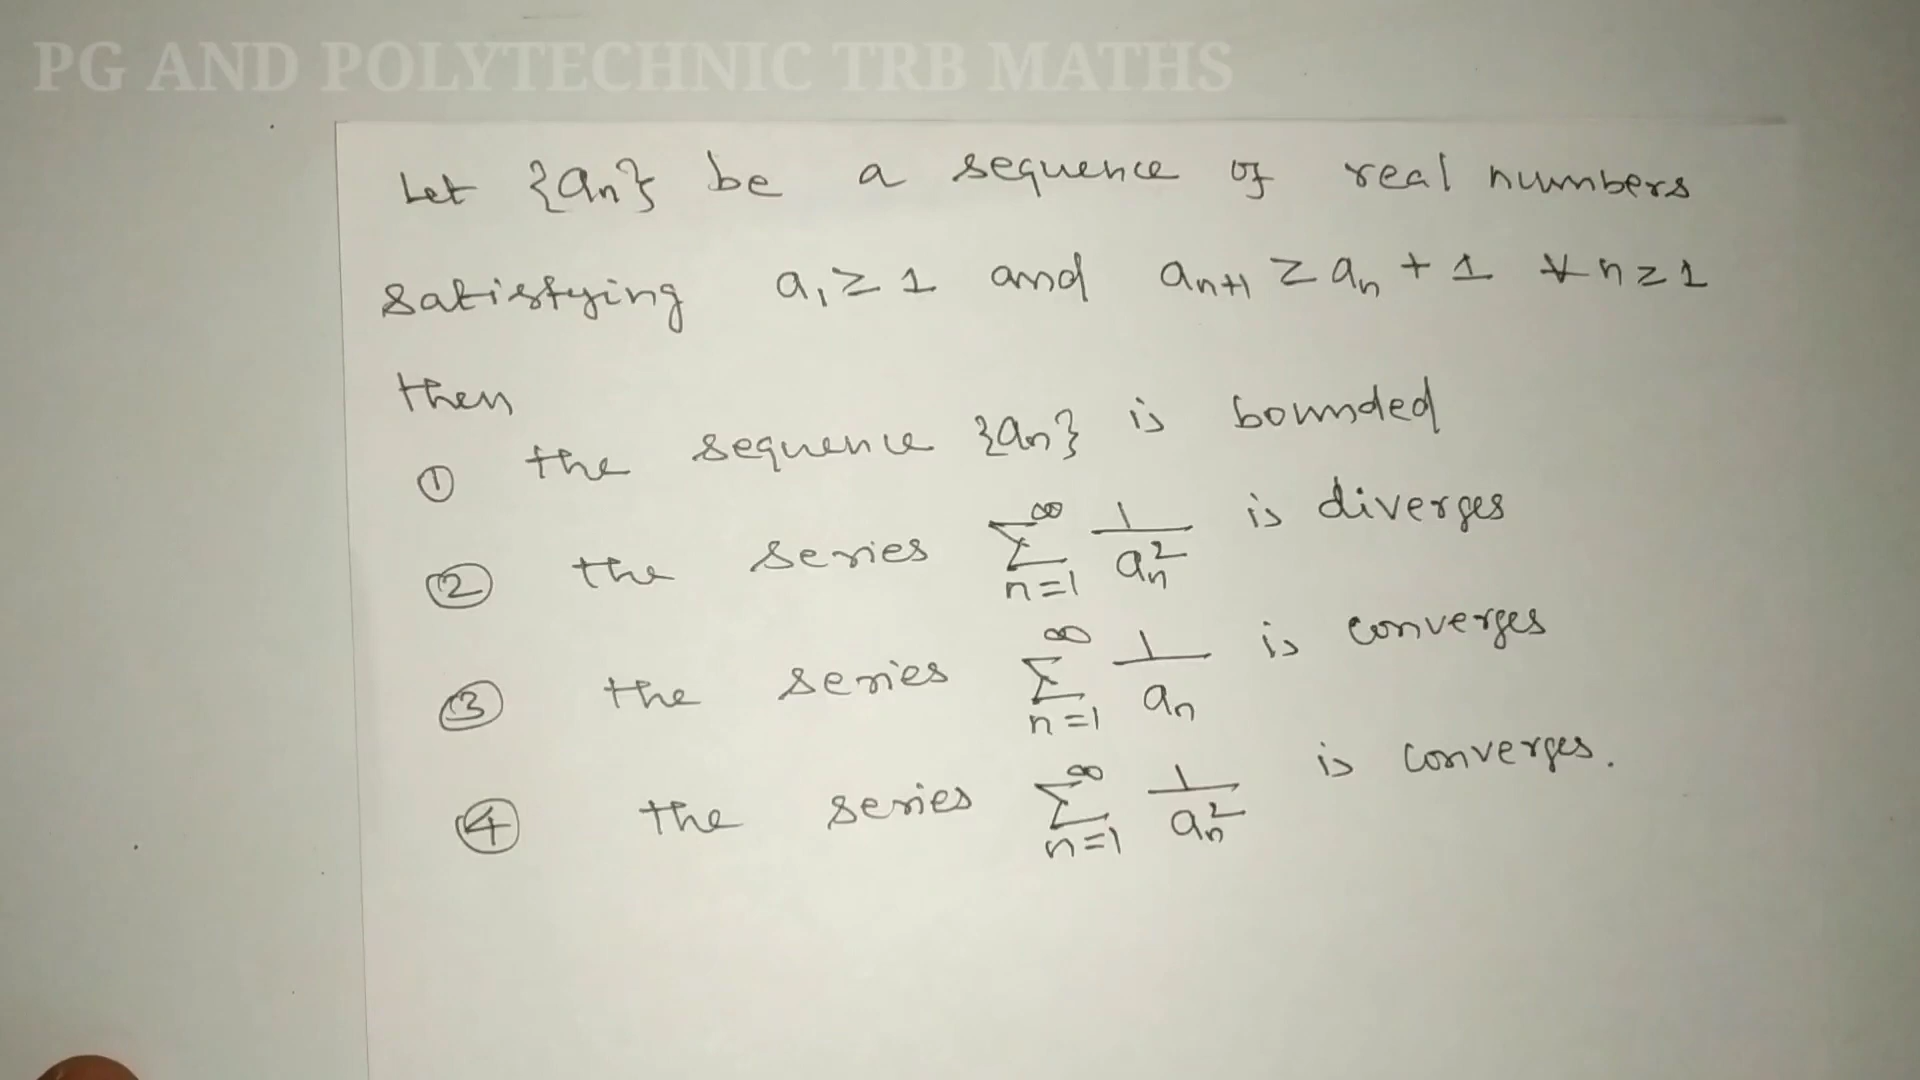 PG AND POLYTECHNIC TRB MATHS
Let {aₙ} be a sequence of real numbers
satisfying a₁ ≥ 1 and aₙ₊₁ ≥ aₙ + 1 ∀ n ≥ 1
then
① the sequence {aₙ} is bounded
② the series ∑_{n=1}^{∞} 1/aₙ² is diverges
③ the series ∑_{n=1}^{∞} 1/aₙ is converges
④ the series ∑_{n=1}^{∞} 1/aₙ² is converges.